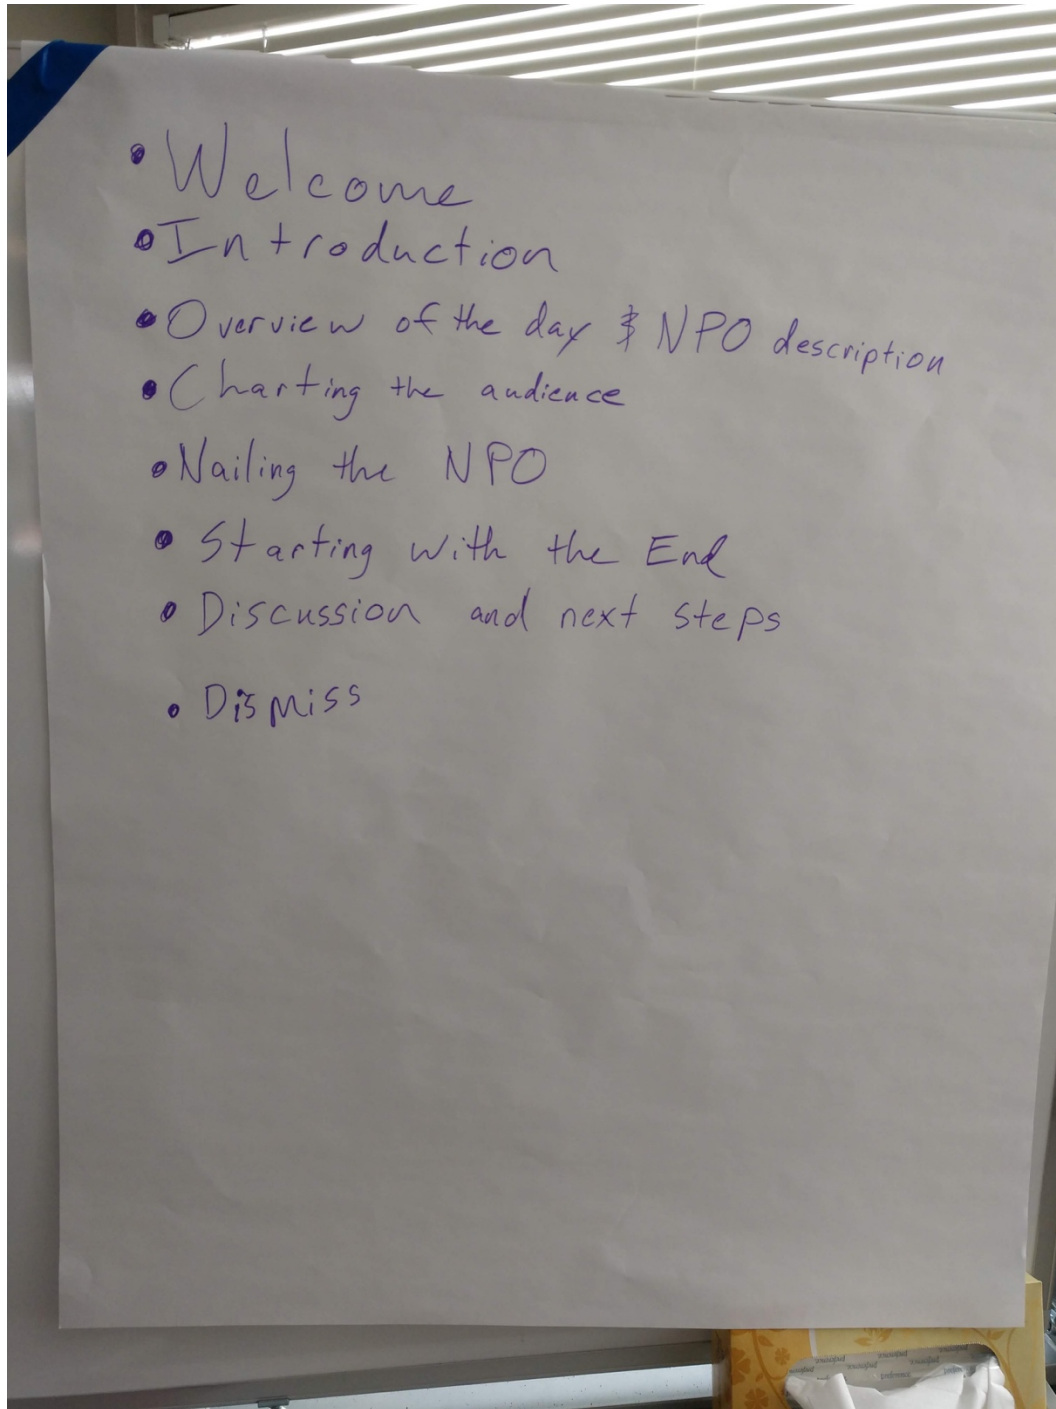 • Welcome
• Introduction
• Overview of the day & NPO description
• Charting the audience
• Nailing the NPO
• Starting with the End
• Discussion and next steps
• Dismiss